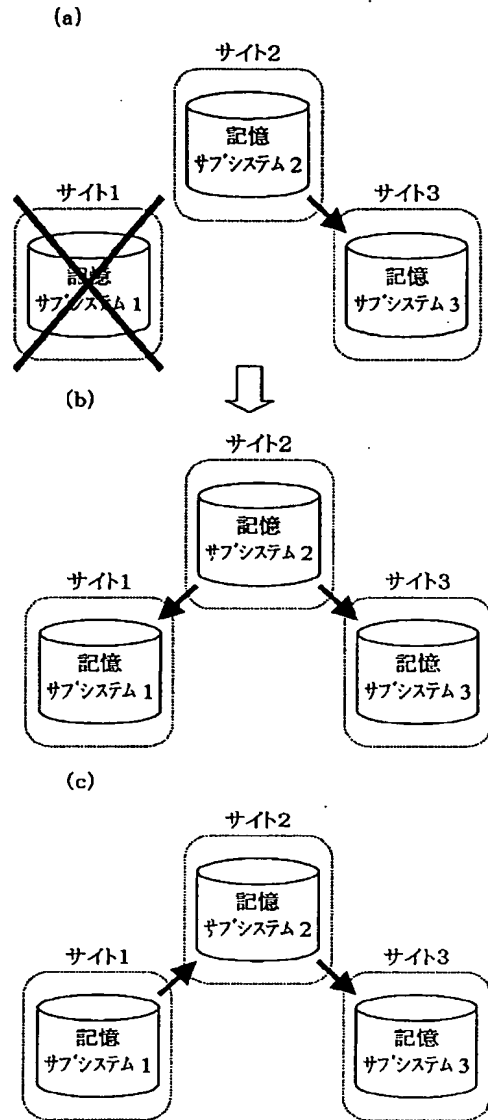 (a)
サイト2
記憶
サブシステム2
サイト1
記憶
サブシステム1
サイト3
記憶
サブシステム3
(b)
サイト2
記憶
サブシステム2
サイト1
記憶
サブシステム1
サイト3
記憶
サブシステム3
(c)
サイト2
記憶
サブシステム2
サイト1
記憶
サブシステム1
サイト3
記憶
サブシステム3